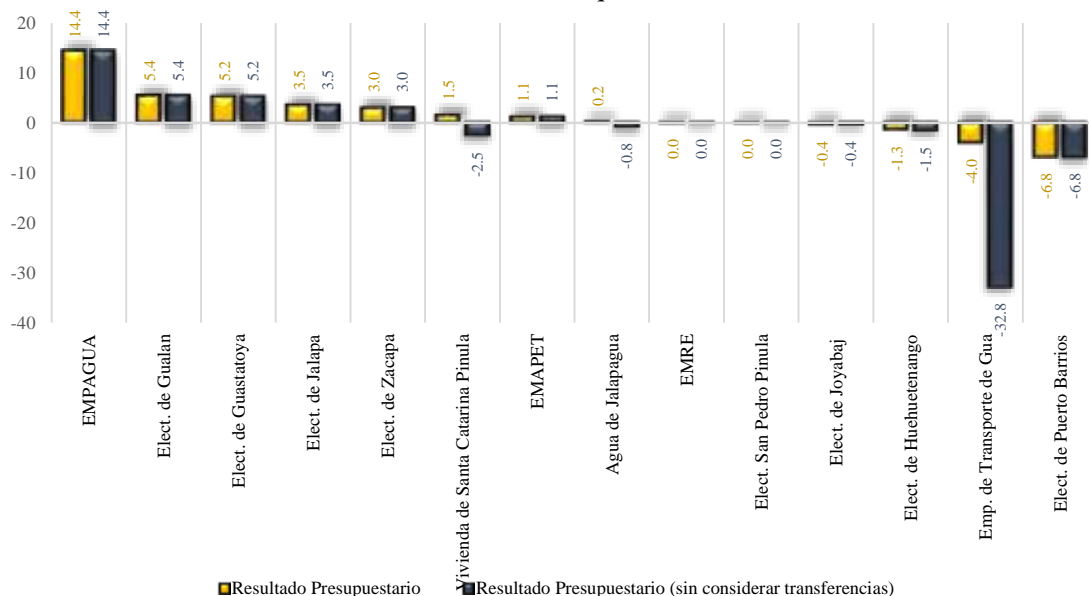 20
10
0
-10
-20
-30
-40
14.4
14.4
5.4
5.4
5.2
5.2
3.5
3.5
3.0
3.0
1.5
-2.5
1.1
1.1
0.2
-0.8
0.0
0.0
0.0
0.0
-0.4
-0.4
-1.3
-1.5
-4.0
-32.8
-6.8
-6.8
EMPAGUA
Elect. de Gualan
Elect. de Guastatoya
Elect. de Jalapa
Elect. de Zacapa
Vivienda de Santa Catarina Pinula
EMAPET
Agua de Jalapagua
EMRE
Elect. San Pedro Pinula
Elect. de Joyabaj
Elect. de Huehuetenango
Emp. de Transporte de Gua
Elect. de Puerto Barrios
Resultado Presupuestario
Resultado Presupuestario (sin considerar transferencias)